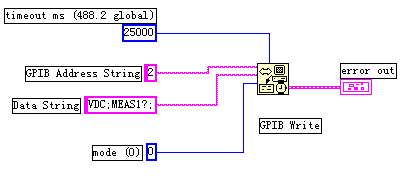 timeout ms (488.2 global)
25000
GPIB Address String 2
error out
Data String VDC;MEAS1?;
GPIB Write
mode (0) 0